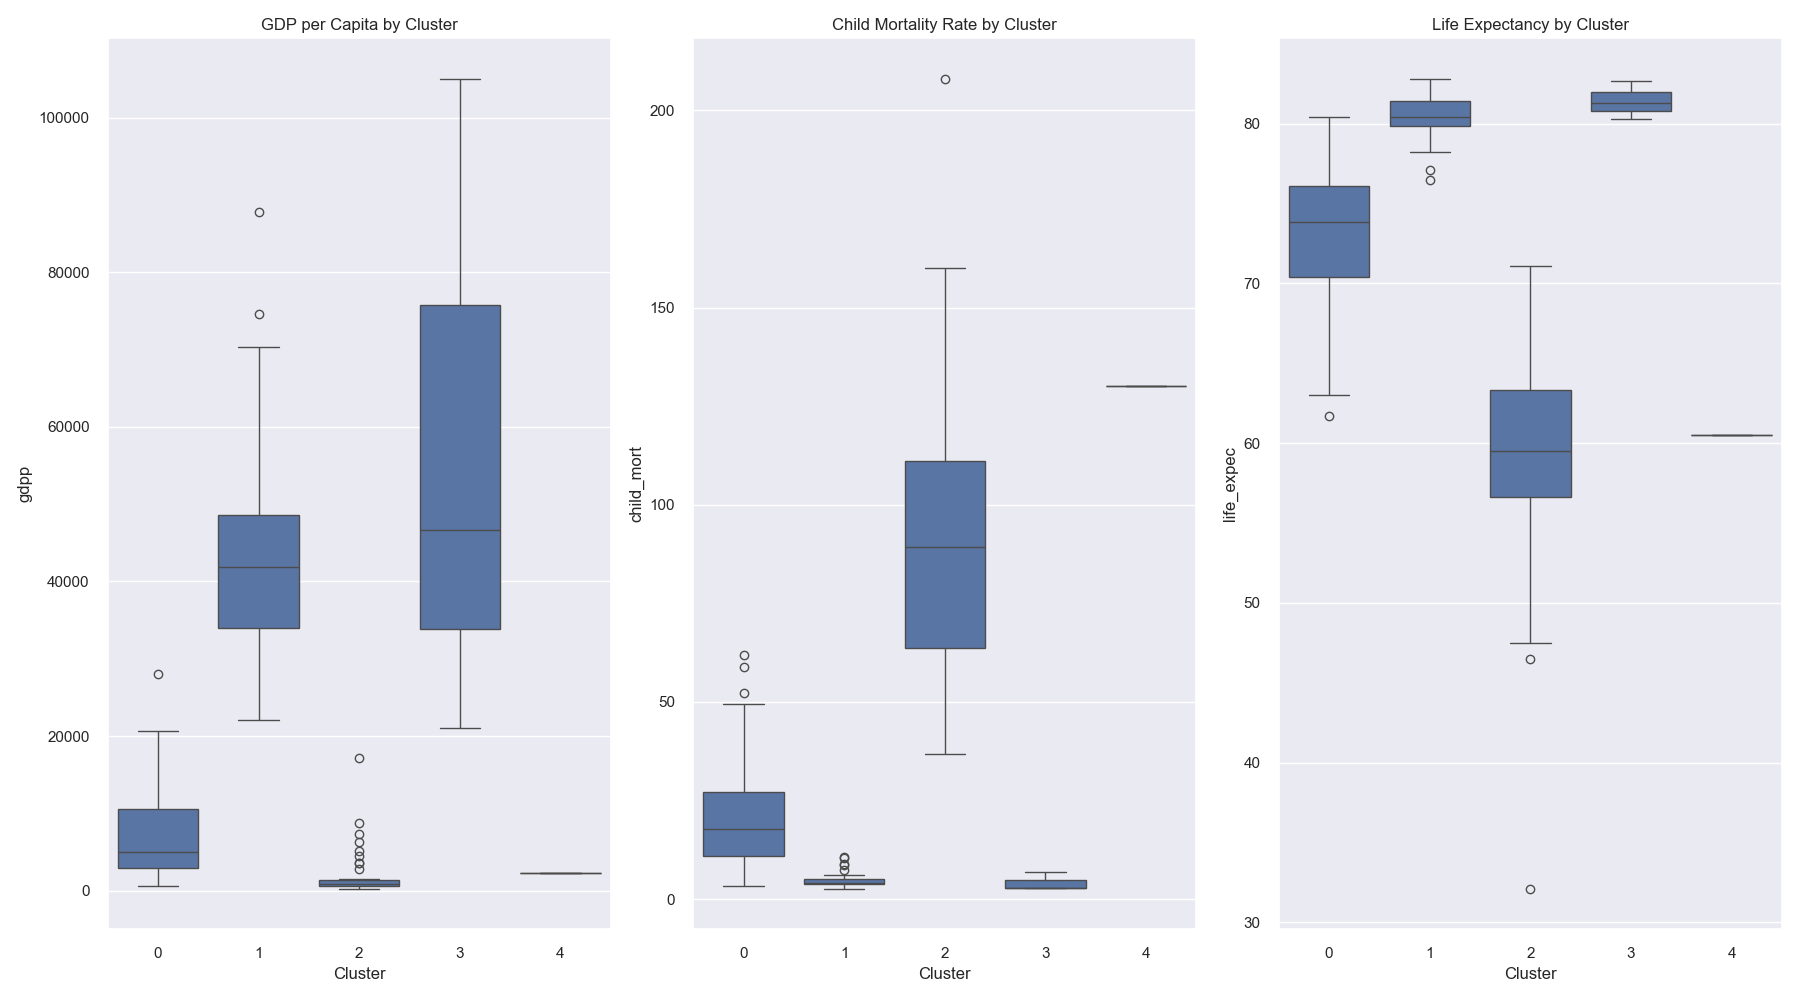 GDP per Capita by Cluster
gdpp
100000
80000
60000
40000
20000
0
0 1 2 3 4
Cluster
Child Mortality Rate by Cluster
child_mort
200
150
100
50
0
0 1 2 3 4
Cluster
Life Expectancy by Cluster
life_expec
80
70
60
50
40
30
0 1 2 3 4
Cluster